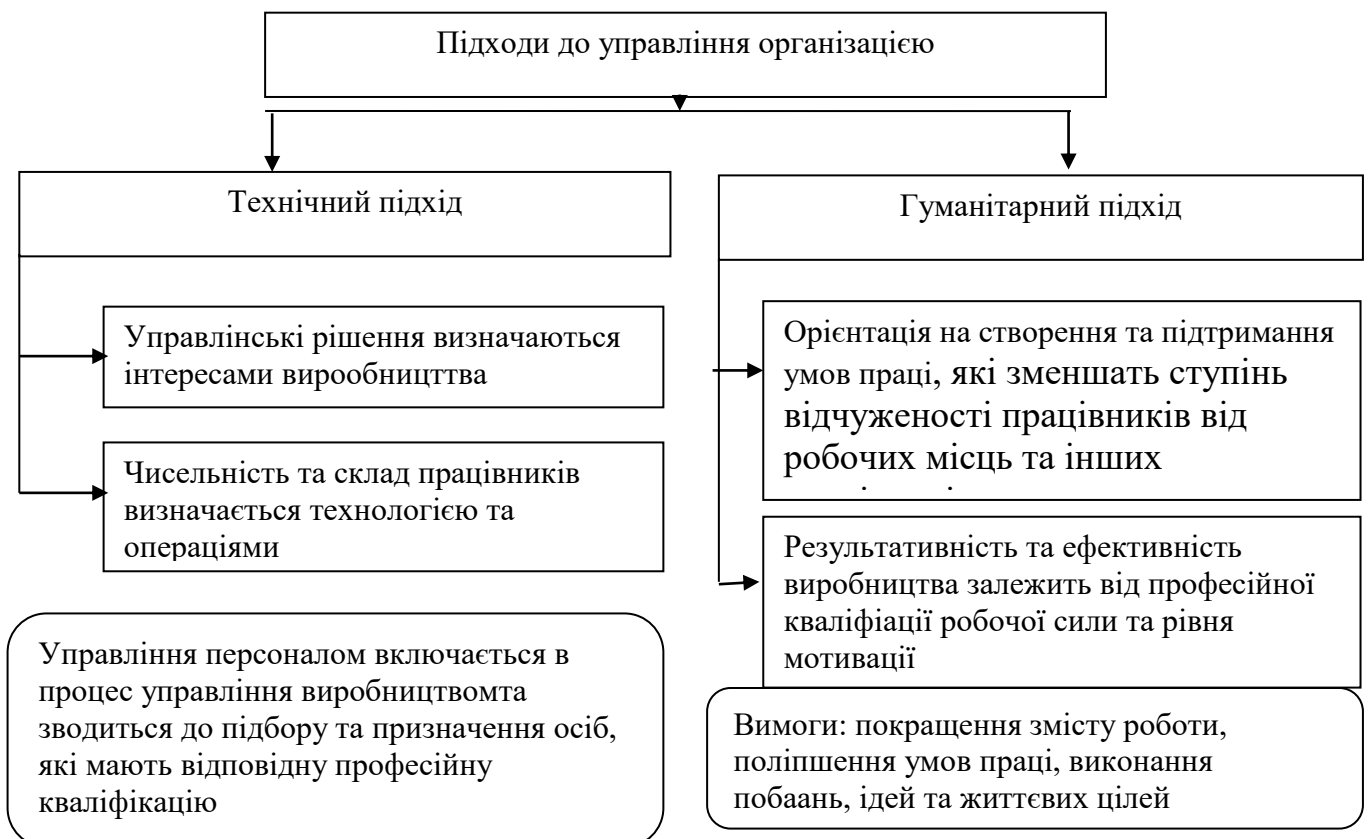 Підходи до управління організацією
Технічний підхід
Управлінські рішення визначаються
інтересами вирообницттва
Чисельність та склад працівників
визначається технологією та
операціями
Управління персоналом включається в
процес управління виробництвомта
зводиться до підбору та призначення осіб,
які мають відповідну професійну
кваліфікацію
Гуманітарний підхід
Орієнтація на створення та підтримання
умов праці, які зменшать ступінь
відчуженості працівників від
робочих місць та інших
Результативність та ефективність
виробництва залежить від професійної
кваліфіації робочої сили та рівня
мотивації
Вимоги: покращення змісту роботи,
поліпшення умов праці, виконання
побаань, ідей та життєвих цілей